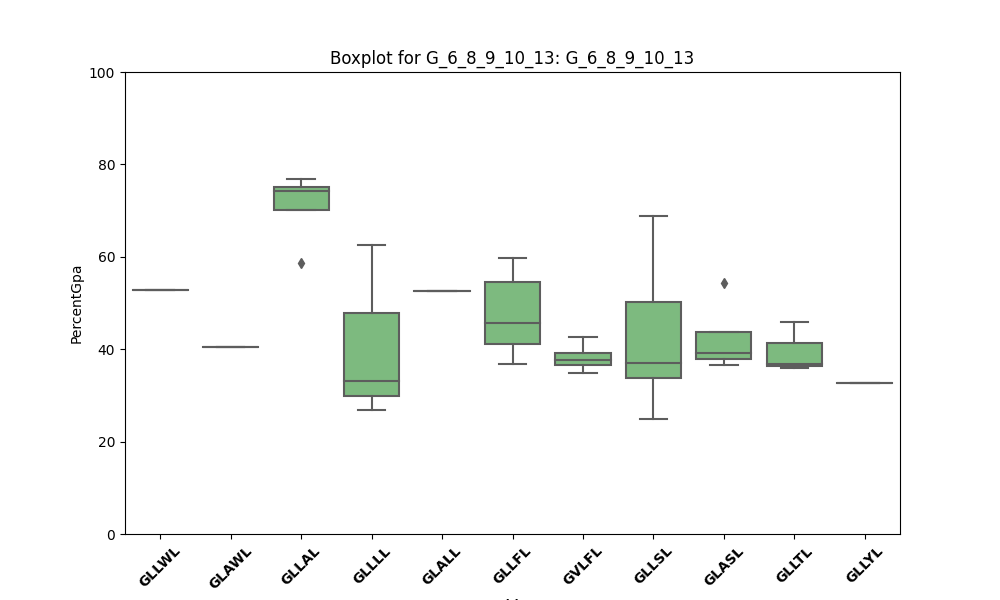 Boxplot for G_6_8_9_10_13: G_6_8_9_10_13
100
80
60
40
20
0
PercentGpa
GLLWL GLAWL GLLAL GLLLL GLALL GLLFL GVLFL GLLSL GLASL GLLTL GLLYL